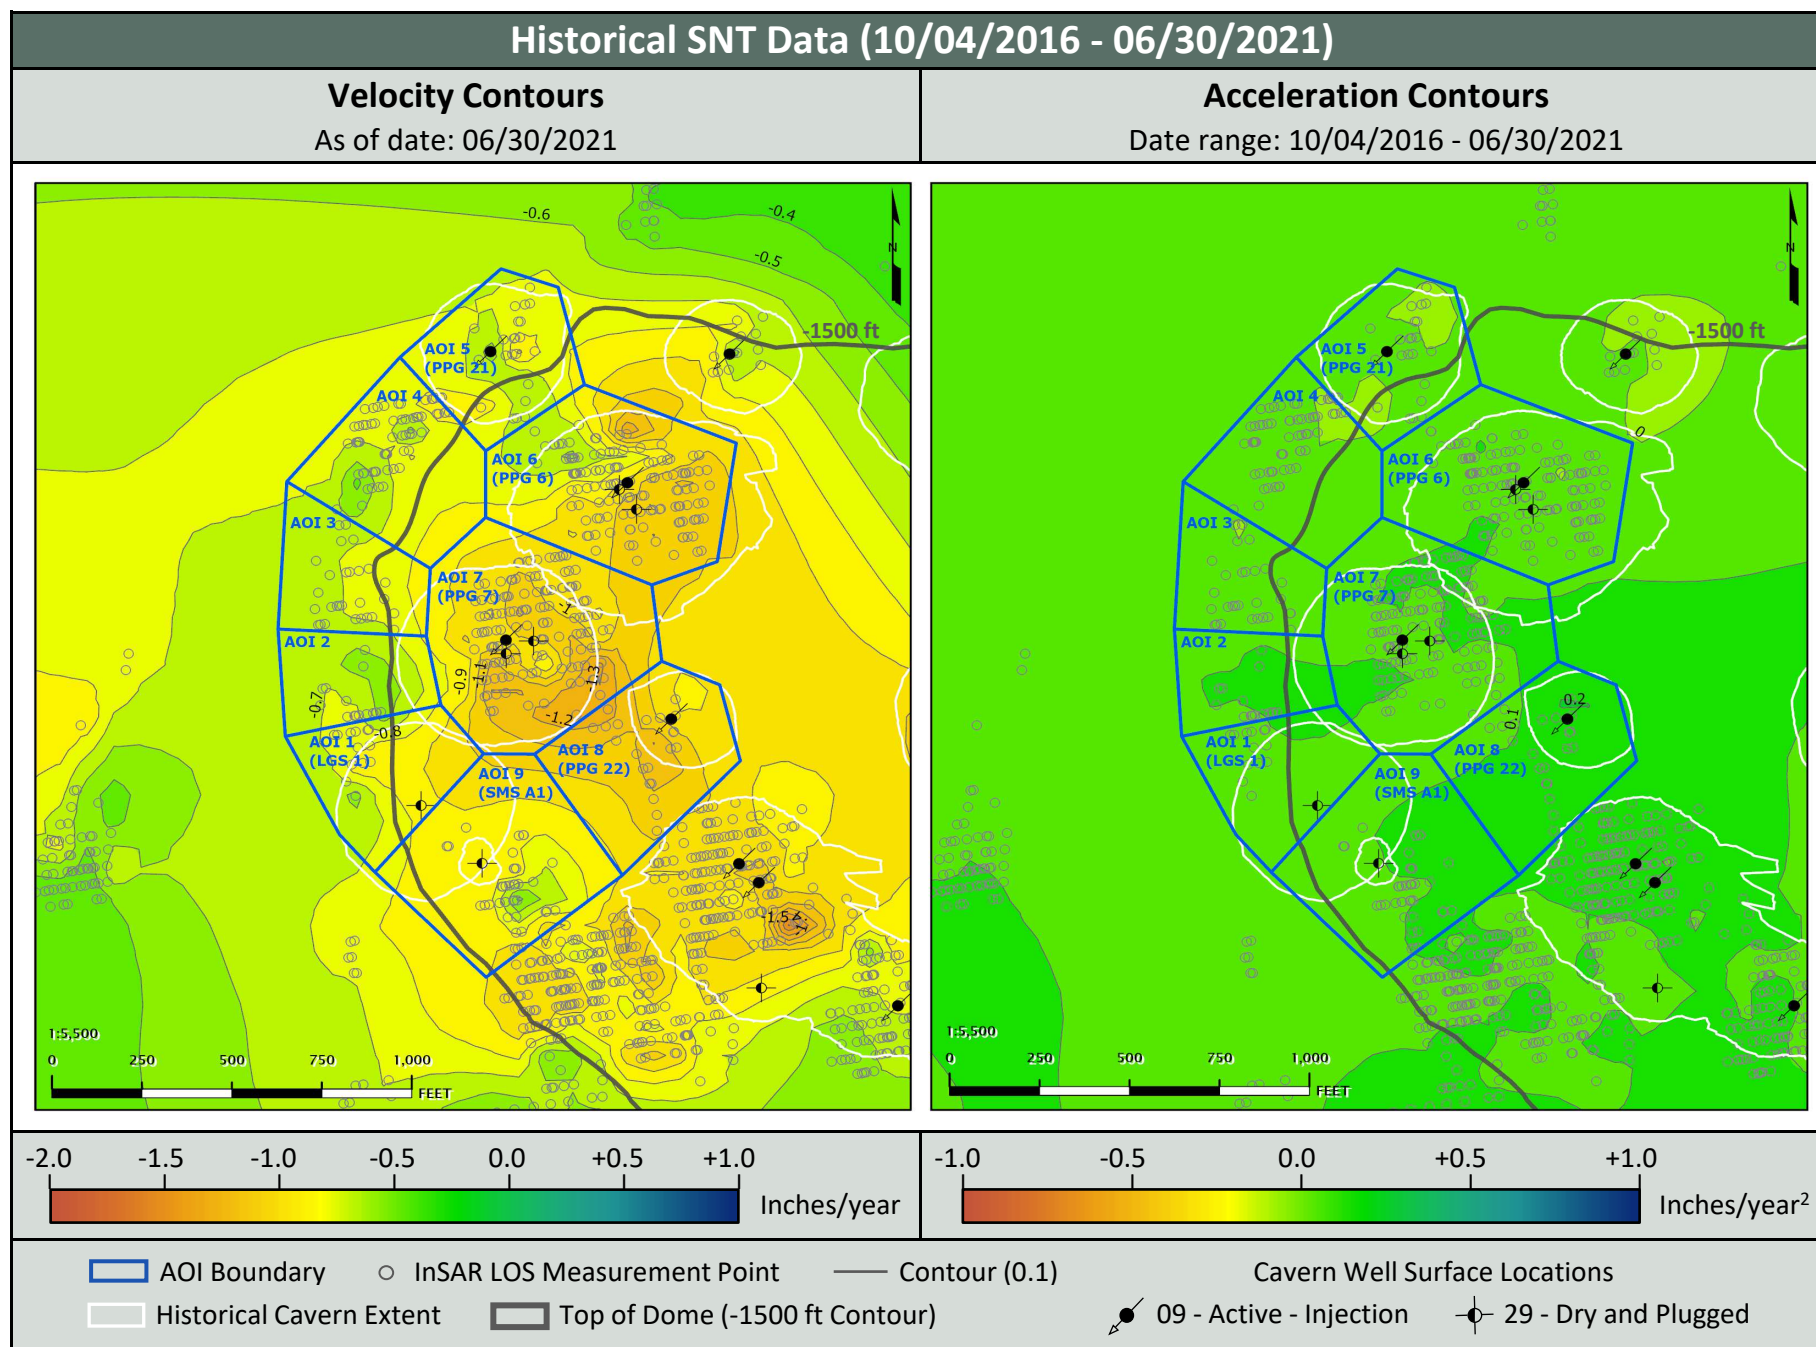 Historical SNT Data (10/04/2016 - 06/30/2021)
Velocity Contours
As of date: 06/30/2021
Acceleration Contours
Date range: 10/04/2016 - 06/30/2021
-0.6
-0.4
-0.5
N
-1500 ft
AOI 5
(PPG 21)
AOI 4
AOI 6
(PPG 6)
AOI 3
AOI 7
(PPG 7)
-1
AOI 2
-0.9
-1.1
-1.3
-0.7
-1.2
-0.8
AOI 1
(LGS 1)
AOI 8
(PPG 22)
AOI 9
(SMS A1)
-1.5
1:5,500
0 250 500 750 1,000
FEET
N
-1500 ft
AOI 5
(PPG 21)
AOI 4
0
AOI 6
(PPG 6)
AOI 3
AOI 7
(PPG 7)
AOI 2
0.2
0.1
AOI 1
(LGS 1)
AOI 8
(PPG 22)
AOI 9
(SMS A1)
1:5,500
0 250 500 750 1,000
FEET
-2.0 -1.5 -1.0 -0.5 0.0 +0.5 +1.0
Inches/year
-1.0 -0.5 0.0 +0.5 +1.0
Inches/year²
AOI Boundary
InSAR LOS Measurement Point
Contour (0.1)
Cavern Well Surface Locations
Historical Cavern Extent
Top of Dome (-1500 ft Contour)
09 - Active - Injection
29 - Dry and Plugged